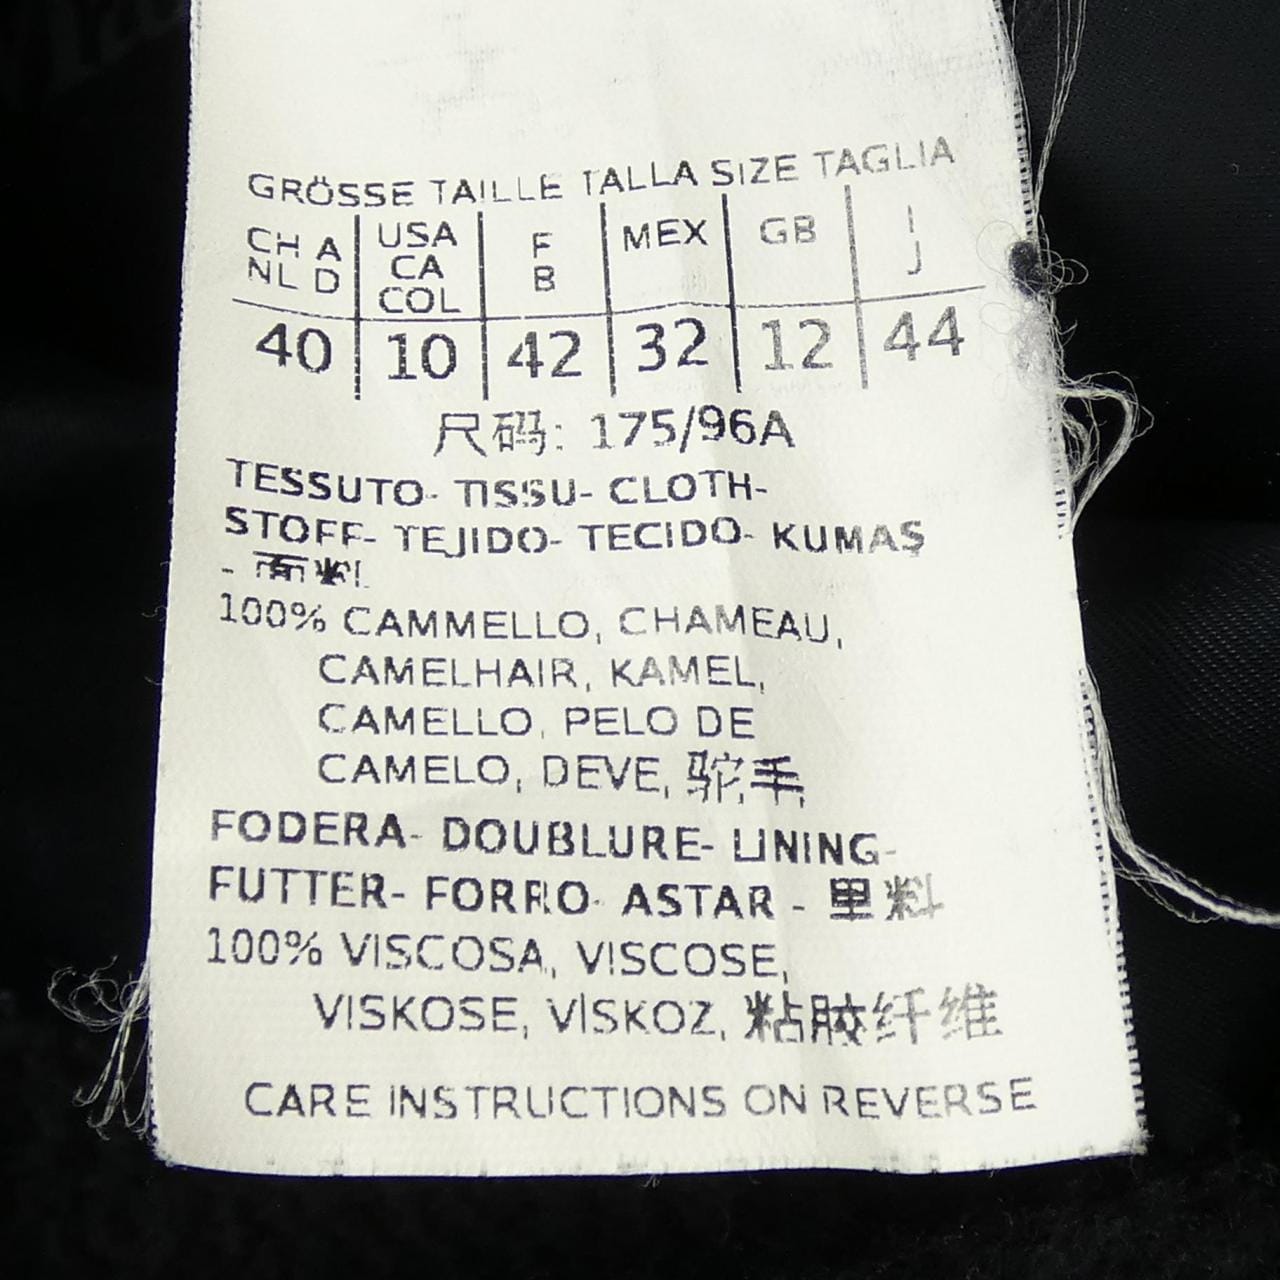 GRÖSSE TAILLE TALLA SIZE TAGLIA
CH A NL D | USA CA COL | F B | MEX | GB | I J
40 | 10 | 42 | 32 | 12 | 44
尺码: 175/96A
TESSUTO- TISSU- CLOTH-
STOFF- TEJIDO- TECIDO- KUMAŞ
- 面料
100% CAMMELLO, CHAMEAU,
CAMELHAIR, KAMEL,
CAMELLO, PELO DE
CAMELO, DEVE, 驼毛
FODERA- DOUBLURE- LINING-
FUTTER- FORRO- ASTAR - 里料
100% VISCOSA, VISCOSE,
VISKOSE, VISKOZ, 粘胶纤维
CARE INSTRUCTIONS ON REVERSE